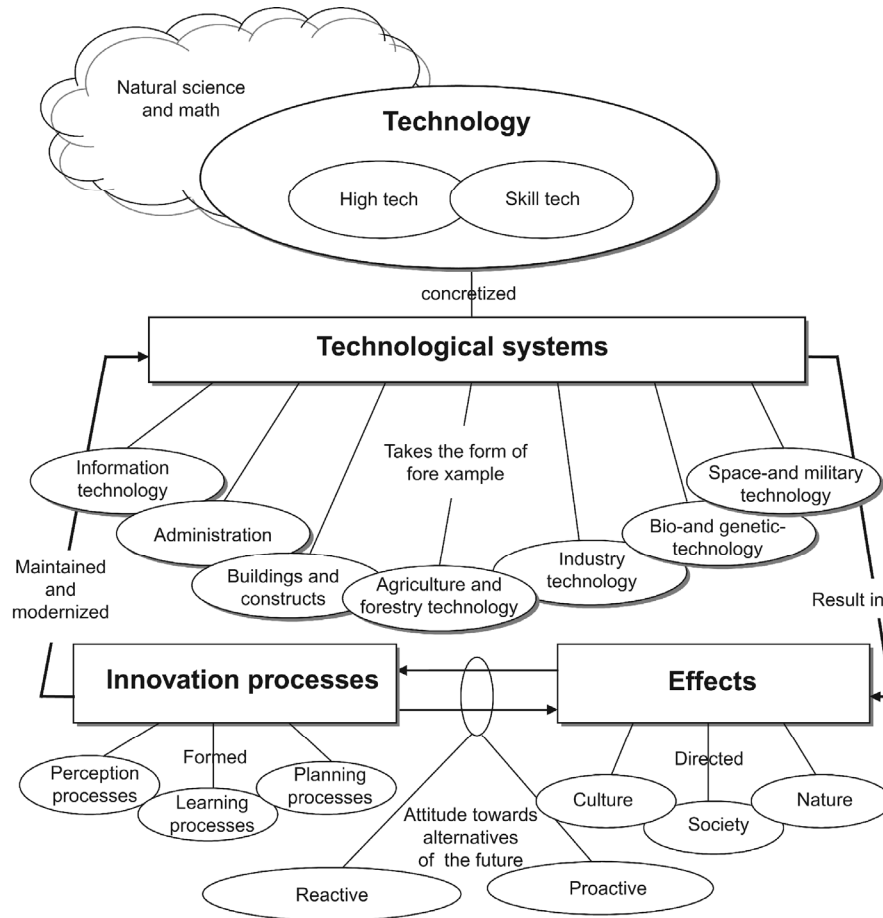 Natural science
and math
Technology
High tech
Skill tech
concretized
Technological systems
Takes the form of
fore xample
Information
technology
Administration
Buildings and
constructs
Agriculture and
forestry technology
Industry
technology
Bio-and genetic-
technology
Space-and military
technology
Maintained
and
modernized
Result in
Innovation processes
Effects
Formed
Perception
processes
Learning
processes
Planning
processes
Directed
Culture
Society
Nature
Attitude towards
alternatives
of the future
Reactive
Proactive